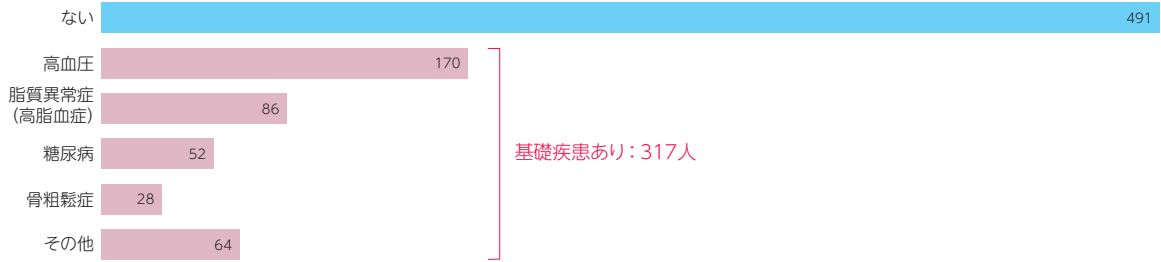 ない 491
高血圧 170
脂質異常症
(高脂血症) 86
糖尿病 52
基礎疾患あり：317人
骨粗鬆症 28
その他 64